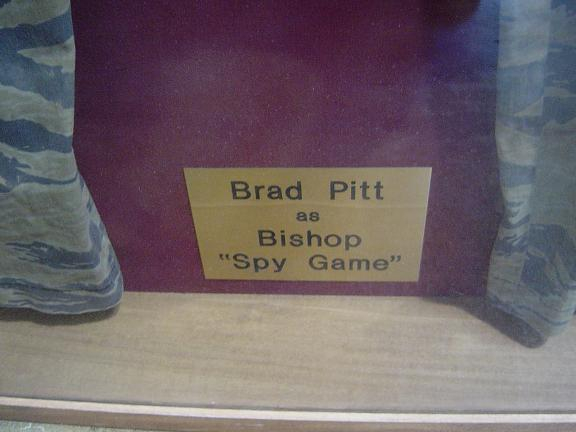 Brad Pitt
as
Bishop
"Spy Game"